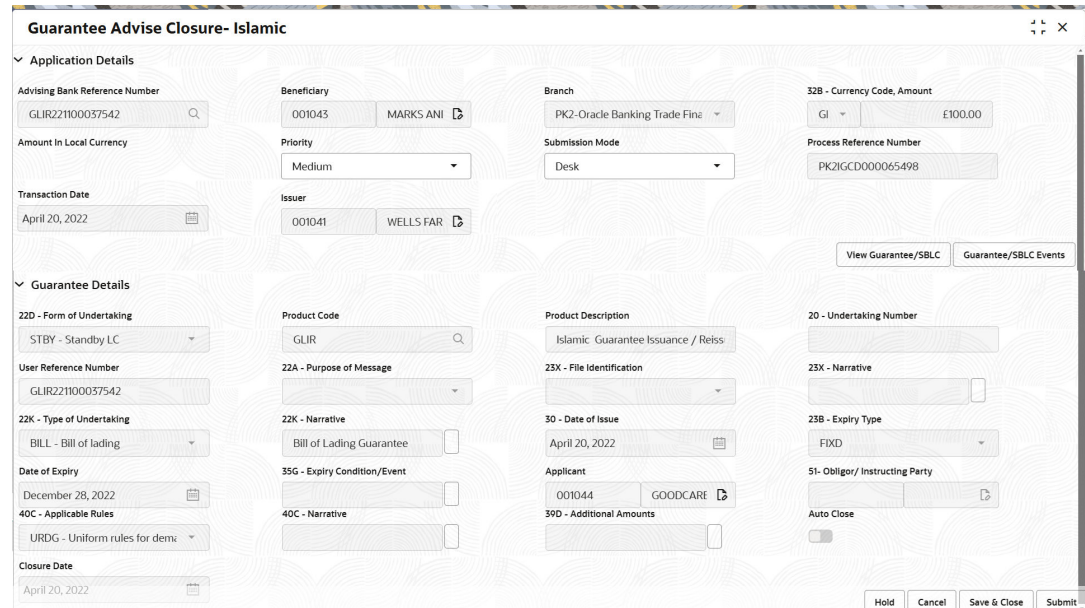 Guarantee Advise Closure- Islamic
Application Details
Advising Bank Reference Number Beneficiary Branch 32B - Currency Code, Amount
GLIR221100037542 001043 MARKS ANI PK2-Oracle Banking Trade Fina GI £100.00
Amount In Local Currency Priority Submission Mode Process Reference Number
Medium Desk PK2IGCD000065498
Transaction Date Issuer
April 20, 2022 001041 WELLS FAR
View Guarantee/SBLC Guarantee/SBLC Events
Guarantee Details
22D - Form of Undertaking Product Code Product Description 20 - Undertaking Number
STBY - Standby LC GLIR Islamic Guarantee Issuance / Reiss
User Reference Number 22A - Purpose of Message 23X - File Identification 23X - Narrative
GLIR221100037542
22K - Type of Undertaking 22K - Narrative 30 - Date of Issue 23B - Expiry Type
BILL - Bill of lading Bill of Lading Guarantee April 20, 2022 FIXD
Date of Expiry 35G - Expiry Condition/Event Applicant 51- Obligor/ Instructing Party
December 28, 2022 001044 GOODCARE
40C - Applicable Rules 40C - Narrative 39D - Additional Amounts Auto Close
URDG - Uniform rules for dema
Closure Date
April 20, 2022
Hold Cancel Save & Close Submit